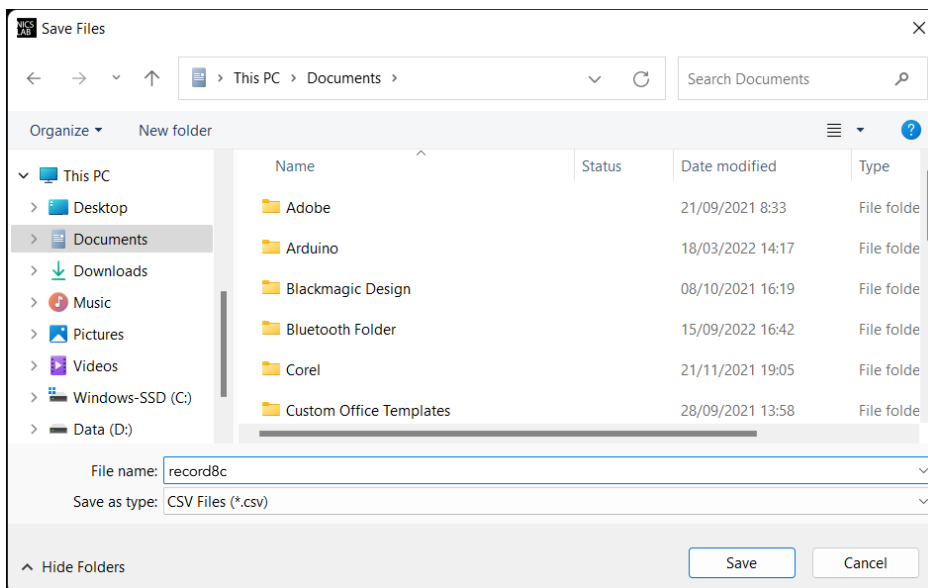 NICS
LAB
Save Files
This PC > Documents >
Search Documents
Organize
New folder
?
Name
Status
Date modified
Type
This PC
Desktop
Documents
Downloads
Music
Pictures
Videos
Windows-SSD (C:)
Data (D:)
Adobe 21/09/2021 8:33 File folde
Arduino 18/03/2022 14:17 File folde
Blackmagic Design 08/10/2021 16:19 File folde
Bluetooth Folder 15/09/2022 16:42 File folde
Corel 21/11/2021 19:05 File folde
Custom Office Templates 28/09/2021 13:58 File folde
File name: record8c
Save as type: CSV Files (*.csv)
Hide Folders
Save
Cancel